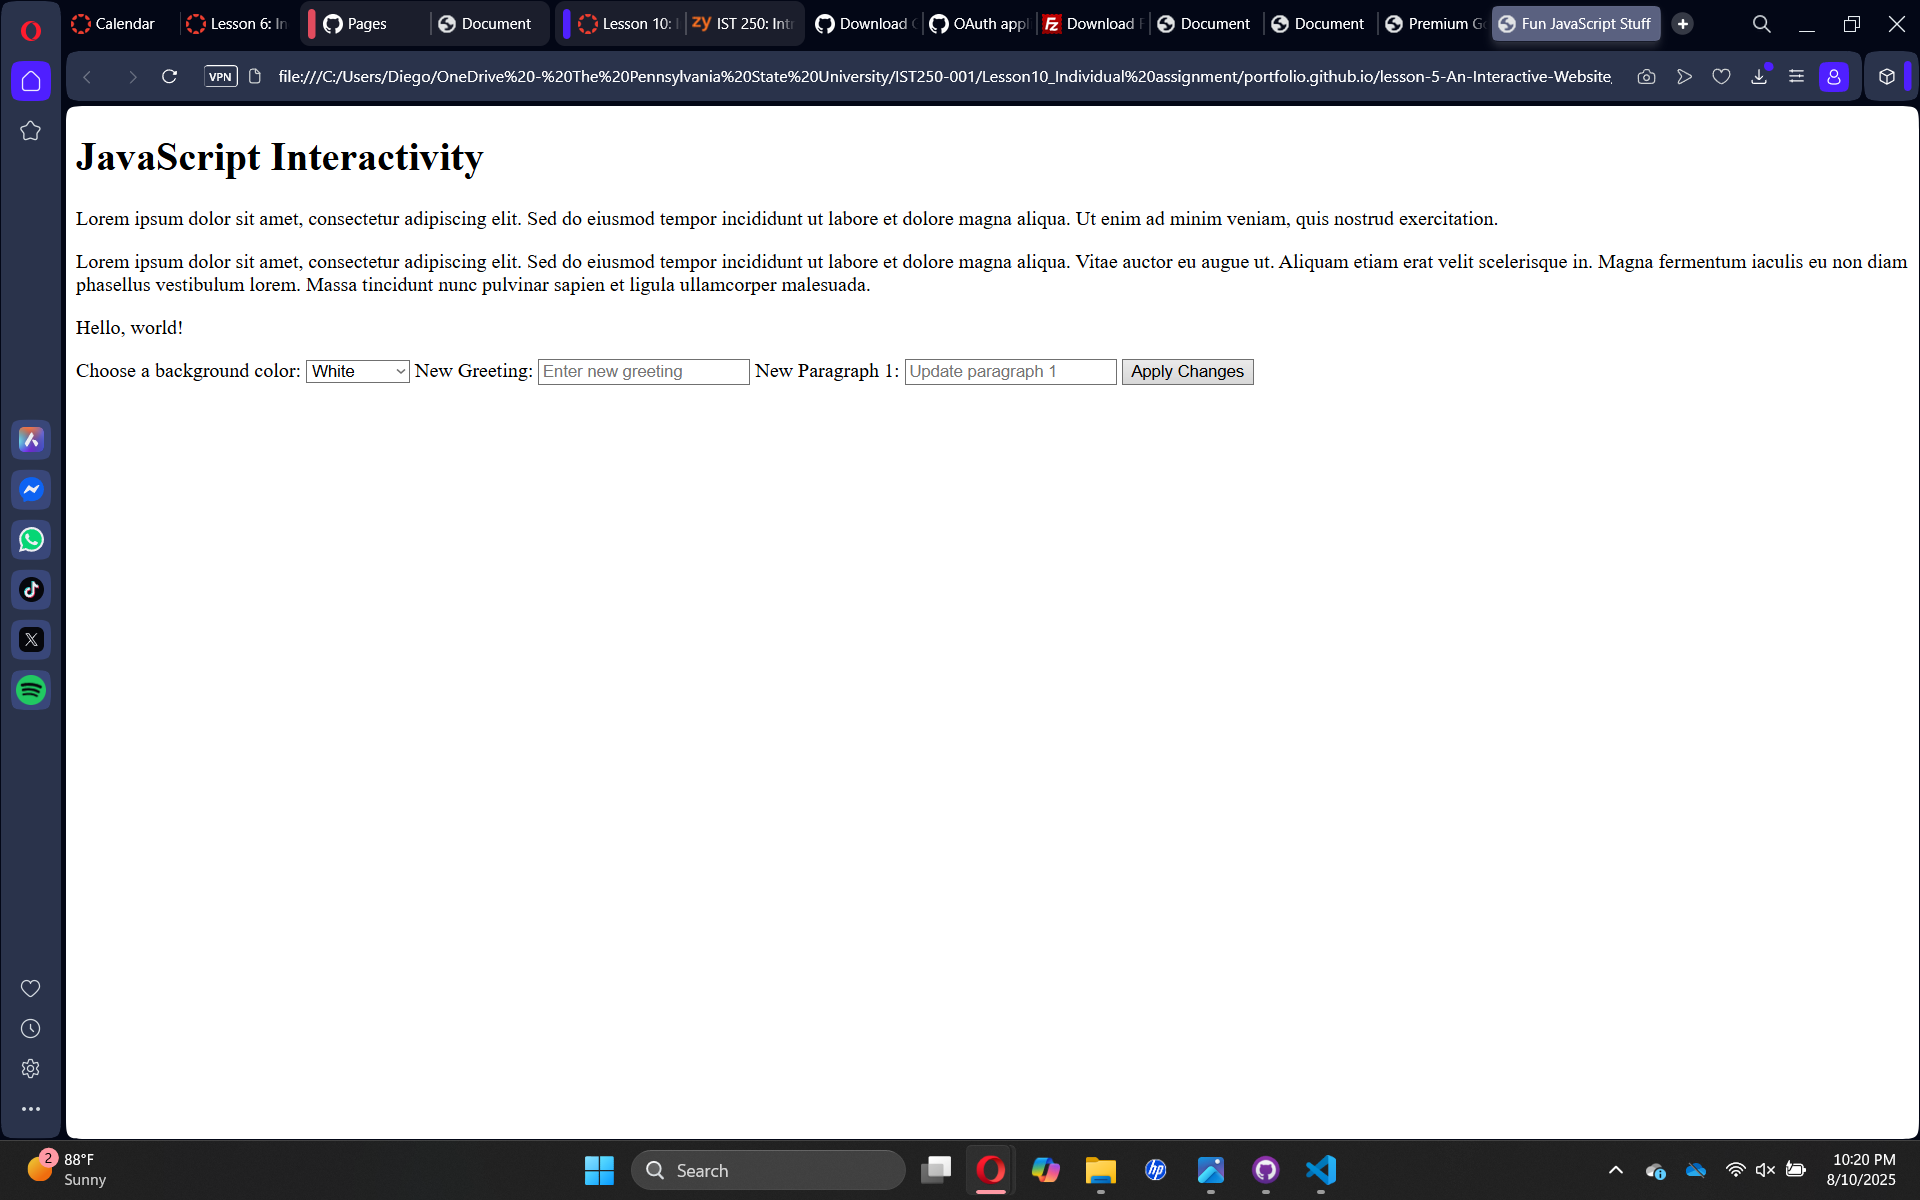 Calendar
Lesson 6: In
Pages
Document
Lesson 10: I
zy IST 250: Intr
Download
OAuth appl
Fz Download F
Document
Document
Premium Ge
Fun JavaScript Stuff
VPN
file:///C:/Users/Diego/OneDrive%20-%20The%20Pennsylvania%20State%20University/IST250-001/Lesson10_Individual%20assignment/portfolio.github.io/lesson-5-An-Interactive-Website
JavaScript Interactivity
Lorem ipsum dolor sit amet, consectetur adipiscing elit. Sed do eiusmod tempor incididunt ut labore et dolore magna aliqua. Ut enim ad minim veniam, quis nostrud exercitation.
Lorem ipsum dolor sit amet, consectetur adipiscing elit. Sed do eiusmod tempor incididunt ut labore et dolore magna aliqua. Vitae auctor eu augue ut. Aliquam etiam erat velit scelerisque in. Magna fermentum iaculis eu non diam
phasellus vestibulum lorem. Massa tincidunt nunc pulvinar sapien et ligula ullamcorper malesuada.
Hello, world!
Choose a background color: White New Greeting: Enter new greeting New Paragraph 1: Update paragraph 1 Apply Changes
2
88°F
Sunny
Search
hp
10:20 PM
8/10/2025